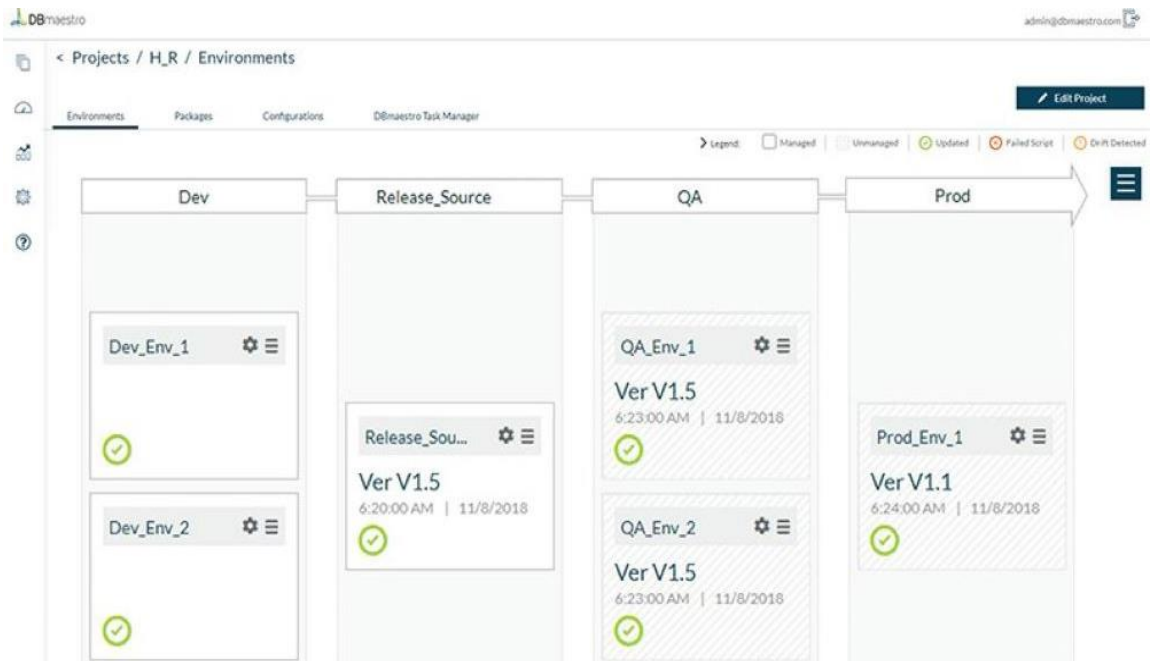 DBmaestro
admin@dbmaestro.com
< Projects / H_R / Environments
Edit Project
Environments Packages Configurations DBmaestro Task Manager
Legend: Managed Unmanaged Updated Failed Script Drift Detected
Dev Release_Source QA Prod
Dev_Env_1
QA_Env_1
Ver V1.5
6:23:00 AM | 11/8/2018
Release_Sou...
Ver V1.5
6:20:00 AM | 11/8/2018
Prod_Env_1
Ver V1.1
6:24:00 AM | 11/8/2018
Dev_Env_2
QA_Env_2
Ver V1.5
6:23:00 AM | 11/8/2018